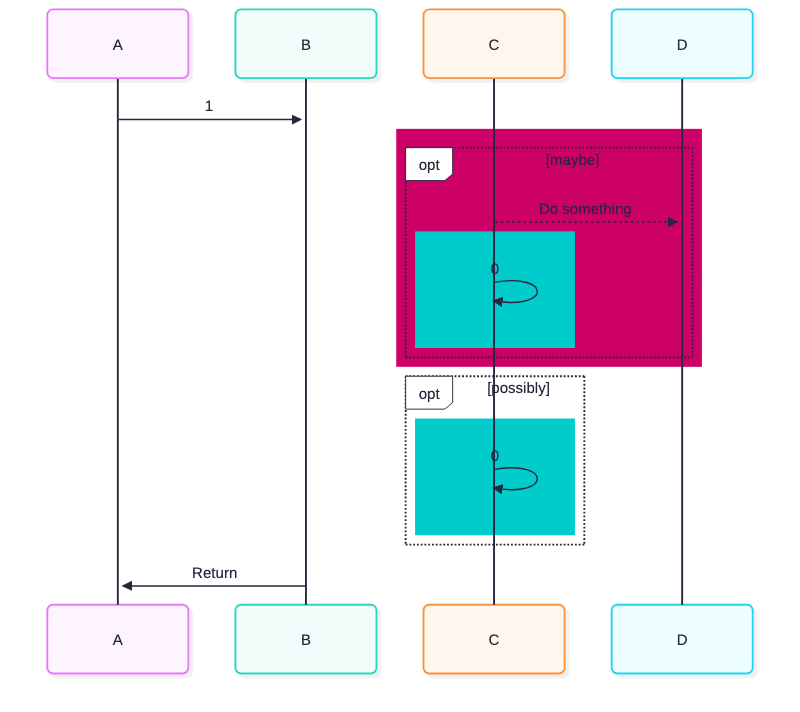 A
B
C
D
1
opt
[maybe]
Do something
0
opt
[possibly]
0
Return
A
B
C
D